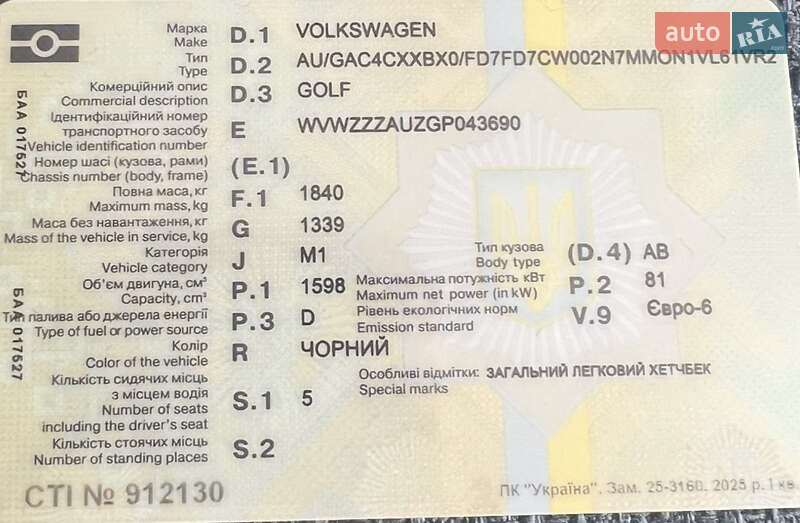 auto RIA
Марка
Make D.1 VOLKSWAGEN
Тип
Type D.2 AU/GAC4CXXBX0/FD7FD7CW002N7MMON1VL61VR2
Комерційний опис
Commercial description D.3 GOLF
Ідентифікаційний номер
транспортного засобу
Vehicle identification number E WVWZZZAUZGP043690
Номер шасі (кузова, рами)
Chassis number (body, frame) (E.1)
Повна маса, кг
Maximum mass, kg F.1 1840
Маса без навантаження, кг
Mass of the vehicle in service, kg G 1339
Категорія
Vehicle category J M1
Тип кузова
Body type (D.4) AB
Об'єм двигуна, см³
Capacity, cm³ P.1 1598
Максимальна потужність кВт
Maximum net power (in kW) P.2 81
Тип палива або джерела енергії
Type of fuel or power source P.3 D
Рівень екологічних норм
Emission standard V.9 Євро-6
Колір
Color of the vehicle R ЧОРНИЙ
Особливі відмітки: ЗАГАЛЬНИЙ ЛЕГКОВИЙ ХЕТЧБЕК
Special marks
Кількість сидячих місць
з місцем водія
Number of seats
including the driver's seat S.1 5
Кількість стоячих місць
Number of standing places S.2
СТІ № 912130
ПК "Україна". Зам. 25-3160. 2025 р. І кв.
БАА 017527
БАА 017527